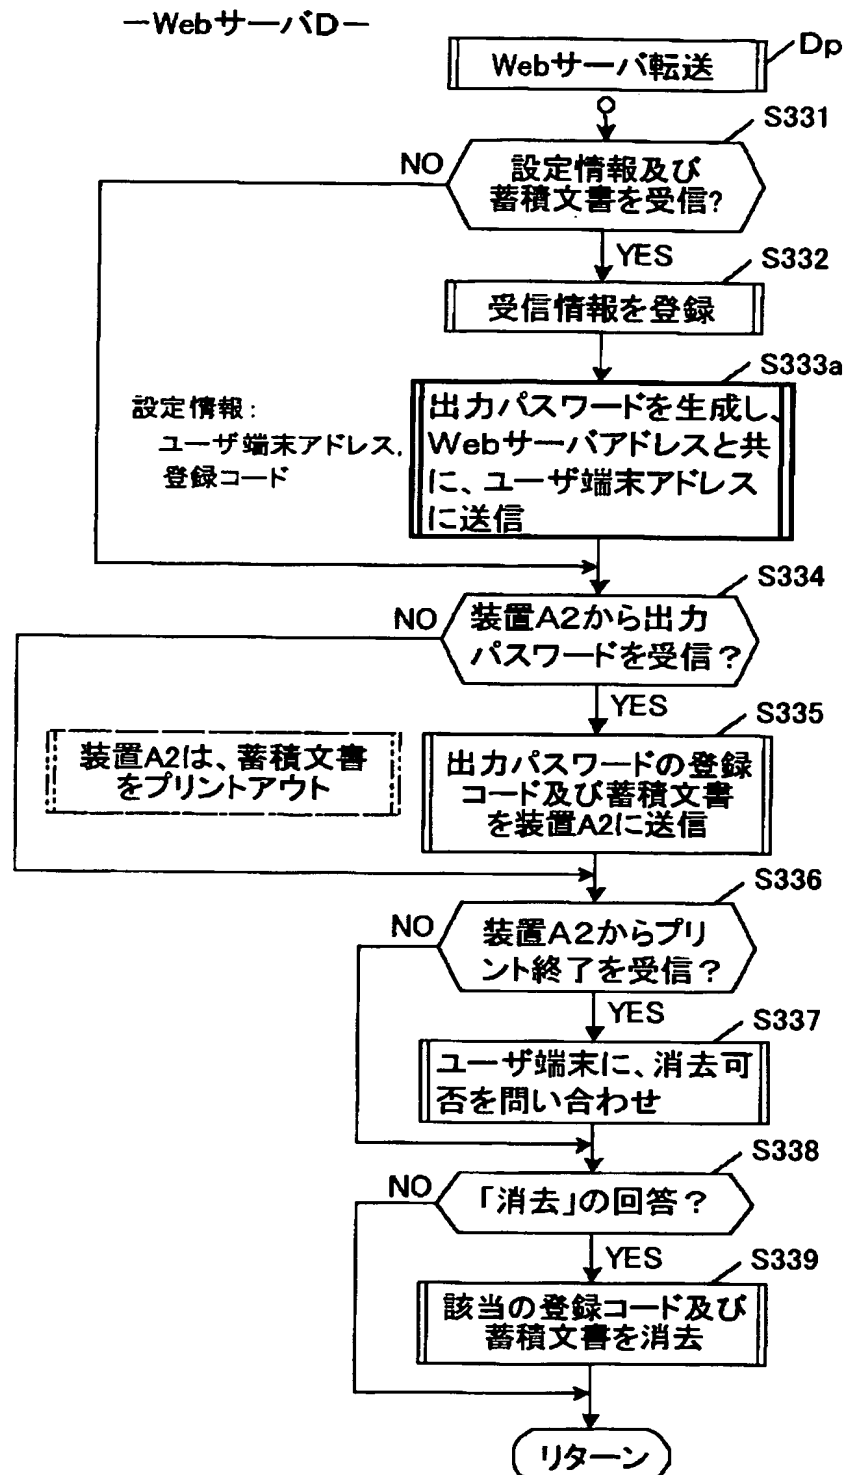 －WebサーバD－
Webサーバ転送
Dp
S331
NO
設定情報及び
蓄積文書を受信?
YES
S332
受信情報を登録
S333a
設定情報:
ユーザ端末アドレス,
登録コード
出力パスワードを生成し、
Webサーバアドレスと共
に、ユーザ端末アドレス
に送信
S334
NO
装置A2から出力
パスワードを受信?
YES
S335
装置A2は、蓄積文書
をプリントアウト
出力パスワードの登録
コード及び蓄積文書
を装置A2に送信
S336
NO
装置A2からプリ
ント終了を受信?
YES
S337
ユーザ端末に、消去可
否を問い合わせ
S338
NO
「消去」の回答?
YES
S339
該当の登録コード及び
蓄積文書を消去
リターン